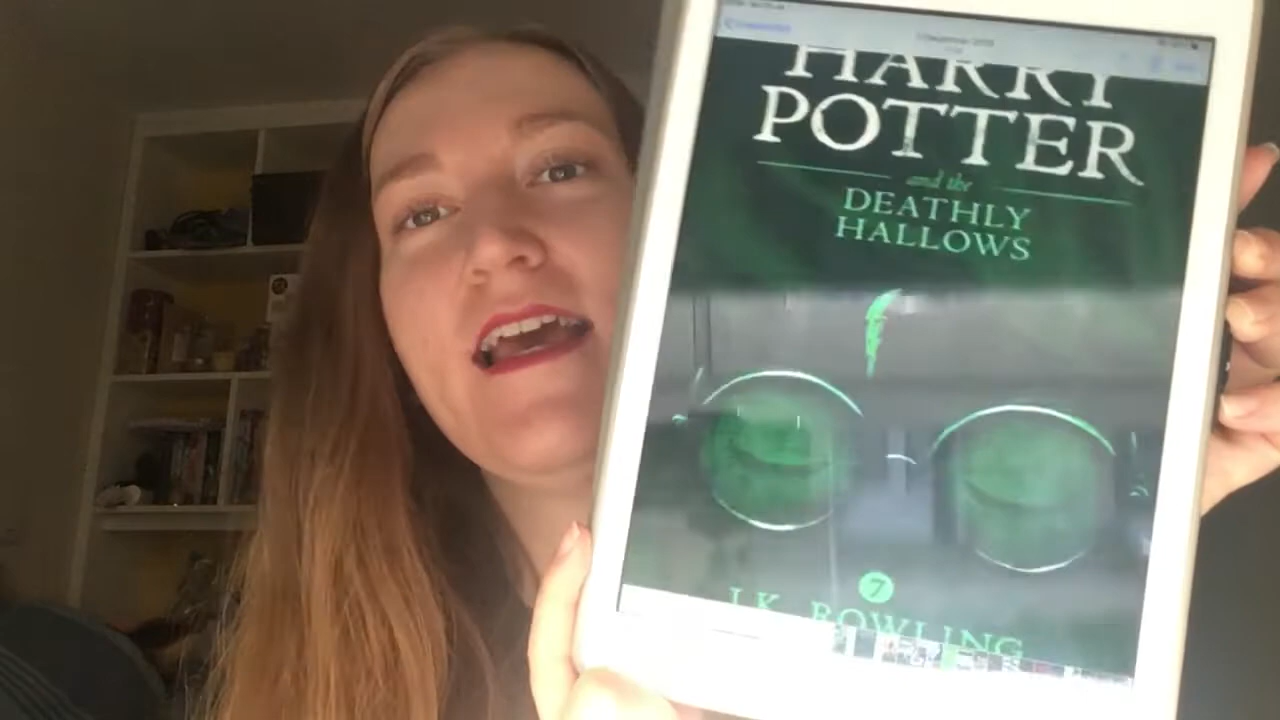 HARRY
POTTER
and the
DEATHLY
HALLOWS
7
J.K. ROWLING